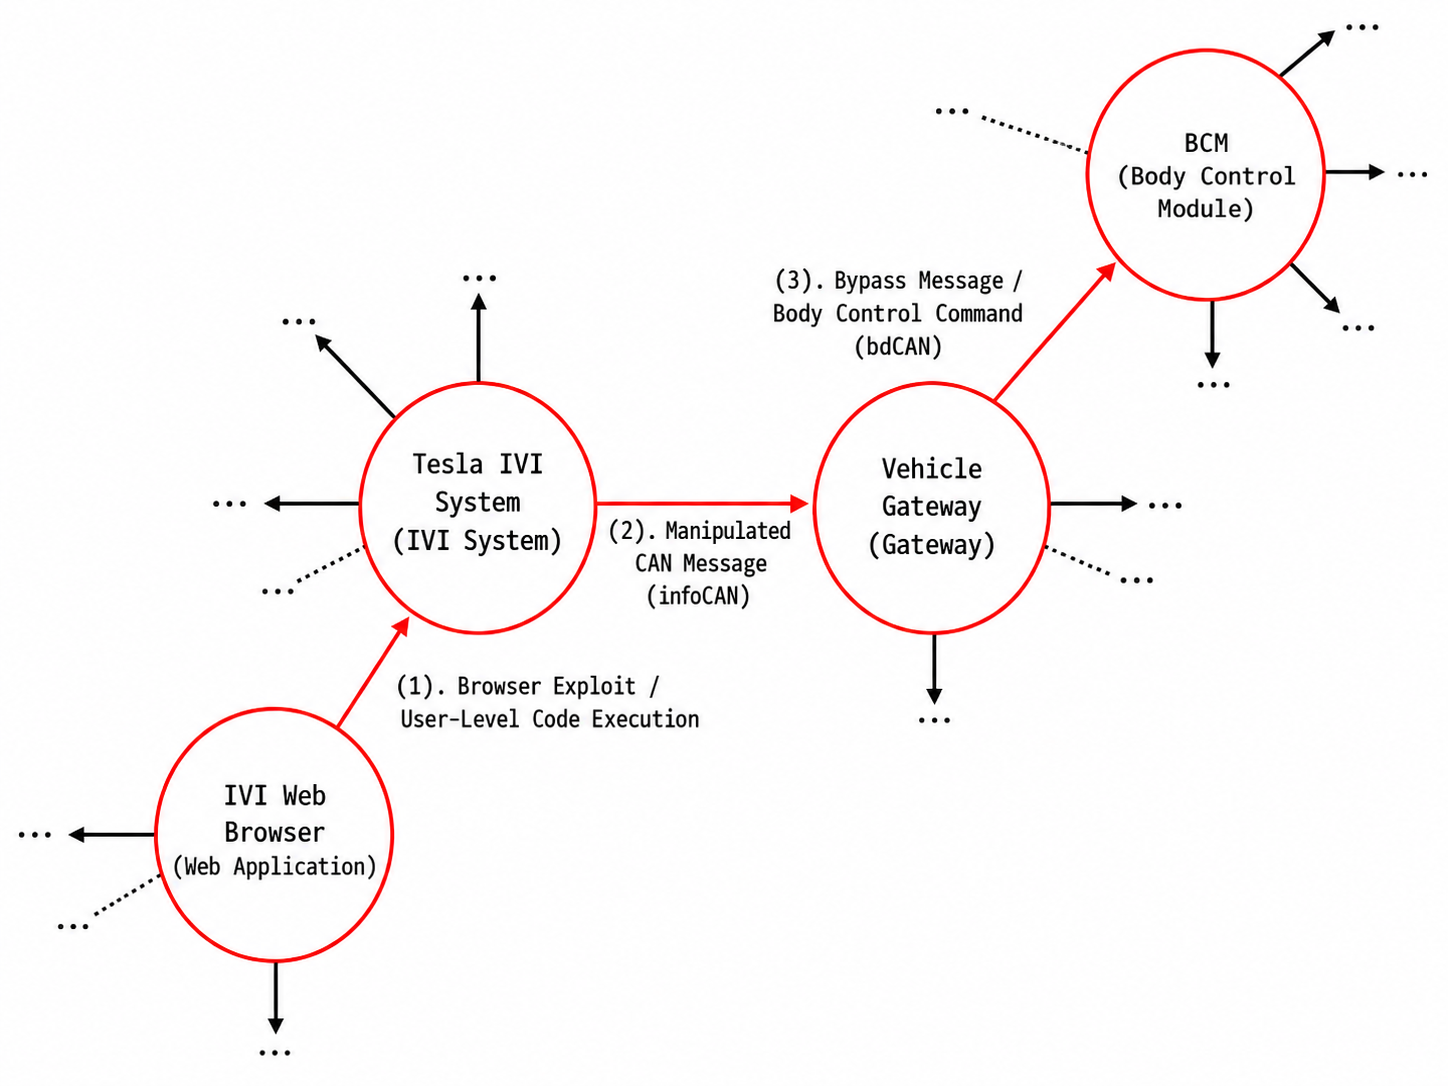 ...
...
BCM
(Body Control
Module)
...
...
...
(3). Bypass Message /
Body Control Command
(bdCAN)
...
...
Tesla IVI
System
(IVI System)
...
...
(2). Manipulated
CAN Message
(infoCAN)
Vehicle
Gateway
(Gateway)
...
...
...
(1). Browser Exploit /
User-Level Code Execution
IVI Web
Browser
(Web Application)
...
...
...